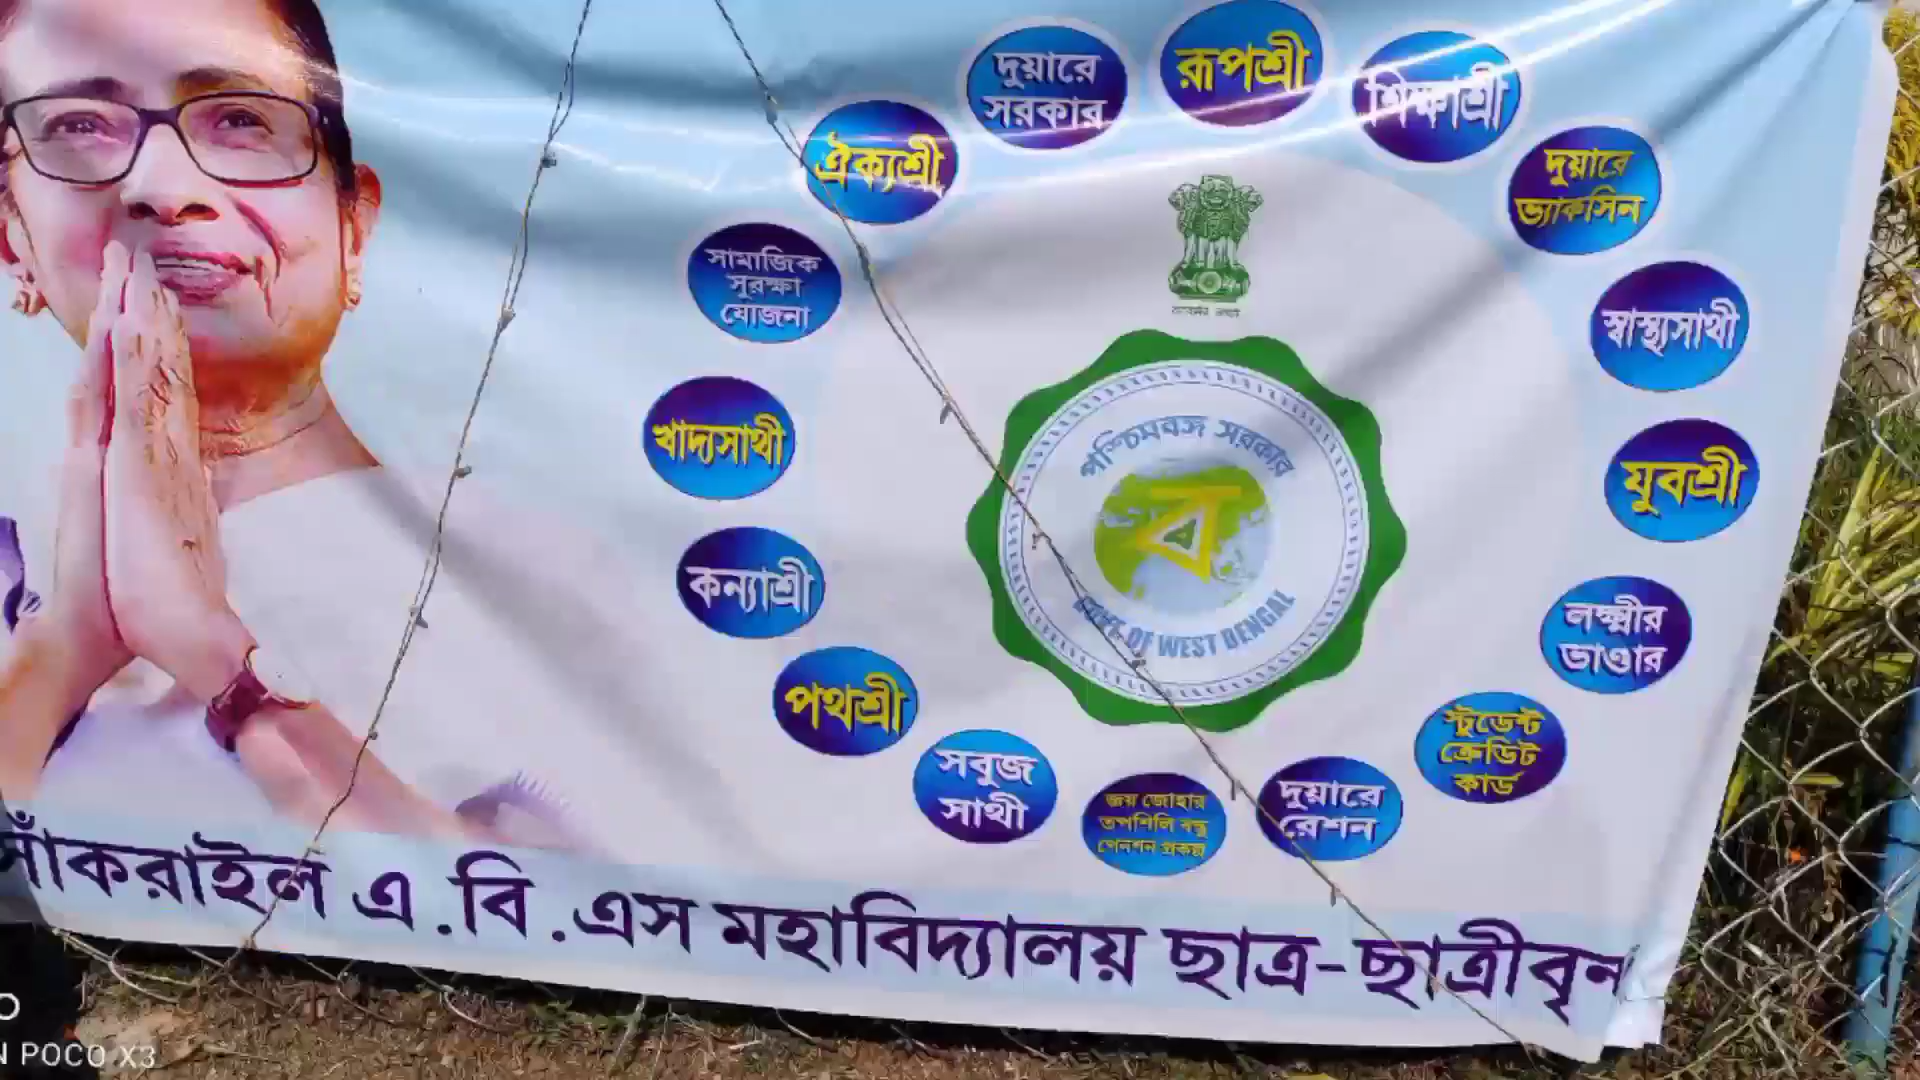 দুয়ারে
সরকার
রূপশ্রী
শিক্ষাশ্রী
ঐক্যশ্রী
দুয়ারে
ভ্যাকসিন
সামাজিক
সুরক্ষা
যোজনা
স্বাস্থ্যসাথী
খাদ্যসাথী
যুবশ্রী
পশ্চিমবঙ্গ সরকার
ব
GOVT. OF WEST BENGAL
কন্যাশ্রী
লক্ষ্মীর
ভাণ্ডার
পথশ্রী
স্টুডেন্ট
ক্রেডিট
কার্ড
সবুজ
সাথী
জয় জোহার
তপশিলি বন্ধু
পেনশন প্রকল্প
দুয়ারে
রেশন
সাঁকরাইল এ.বি.এস মহাবিদ্যালয় ছাত্র-ছাত্রীবৃন
POCO X3